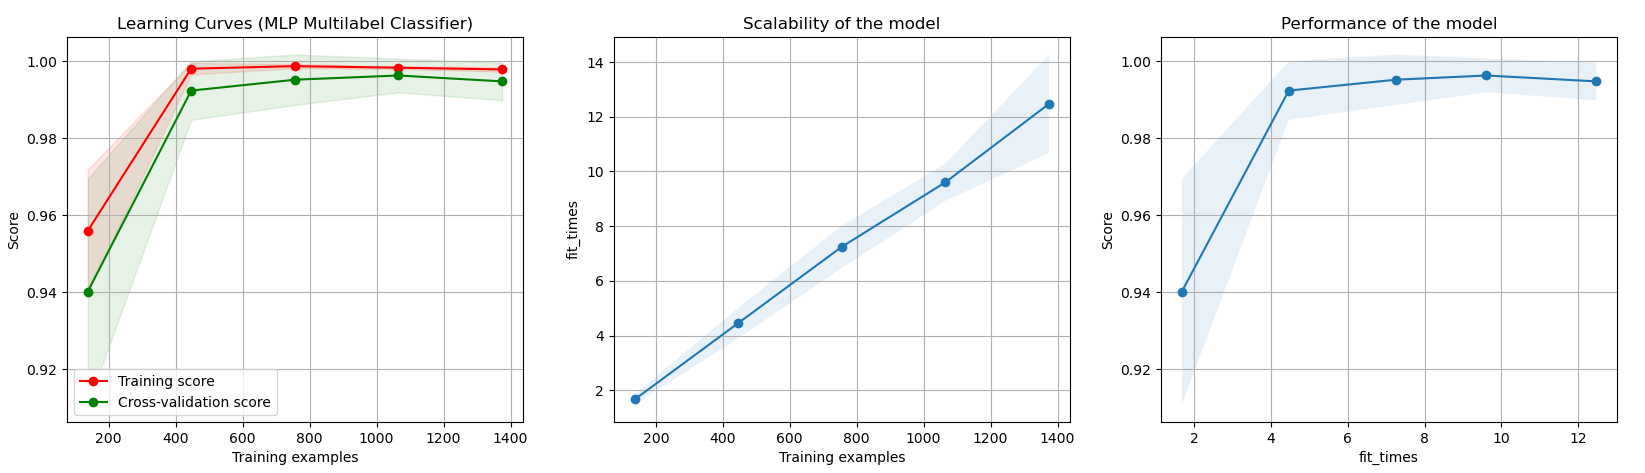 Learning Curves (MLP Multilabel Classifier)
Score
1.00
0.98
0.96
0.94
0.92
Training score
Cross-validation score
200 400 600 800 1000 1200 1400
Training examples
Scalability of the model
fit_times
14
12
10
8
6
4
2
200 400 600 800 1000 1200 1400
Training examples
Performance of the model
Score
1.00
0.98
0.96
0.94
0.92
2 4 6 8 10 12
fit_times